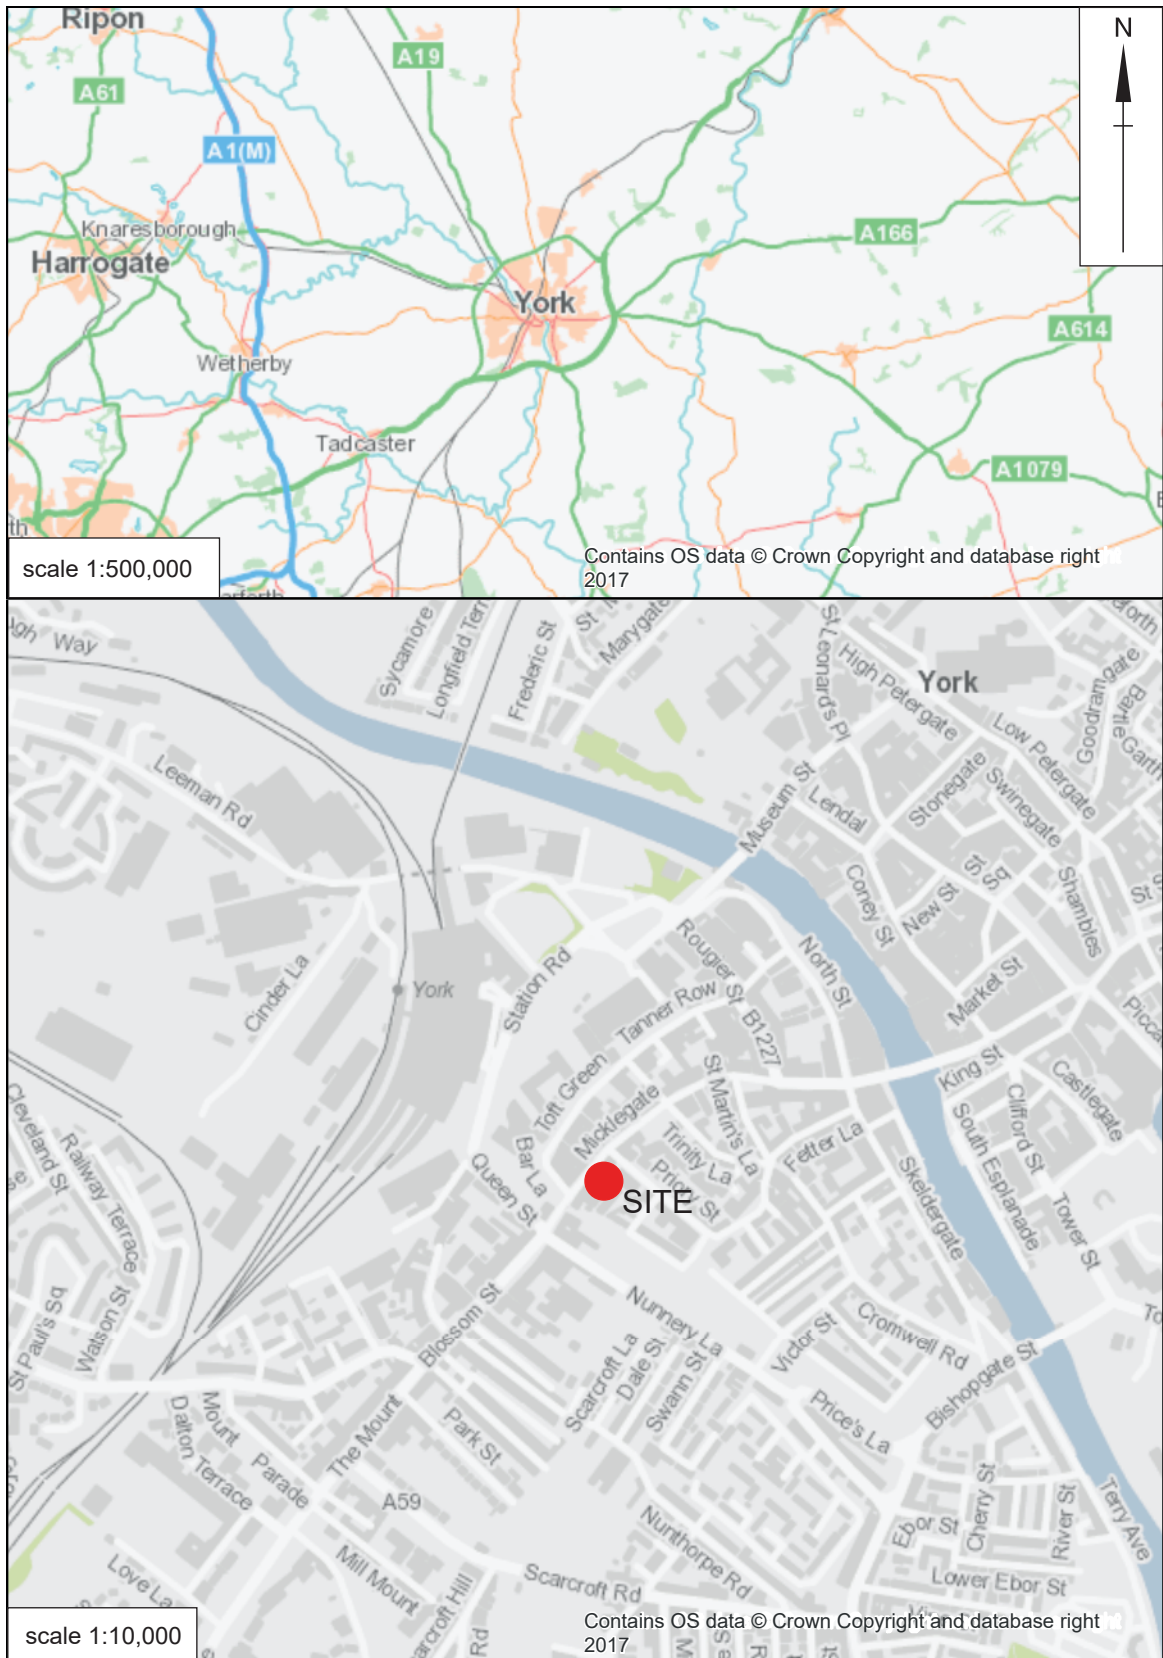 Ripon
N
A19
A61
A1(M)
Knaresborough
A166
Harrogate
York
A614
Wetherby
Tadcaster
A1079
th
scale 1:500,000
Contains OS data © Crown Copyright and database right
2017
York
Way
Sycamore
Longfield Terr
Frederic St
Marygate
St Leonard's Pl
High Petergate
Low Petergate
Goodramgate
Leeman Rd
Museum St
Lendal
Stonegate
Swinegate
Garth
Coney St
New St
St Sq
Shambles
Cinder La
York
Station Rd
Rougier St
North St
Market St
Tanner Row
B1227
King St
Castlegate
Toft Green
Micklegate
St Martin's La
Clifford St
South Esplanade
Cleveland St
Railway Terrace
Bar La
Trinity La
Fetter La
Queen St
Priory St
SITE
Skeldergate
Tower St
St Paul's Sq
Watson St
Blossom St
Nunnery La
Victor St
Cromwell Rd
Scarcroft La
Dale St
Swann St
Bishopgate St
Mount Parade
Dalton Terrace
The Mount
Park St
Price's La
A59
Nunthorpe Rd
Ebor St
Cherry St
River St
Terry Ave
Love La
Mill Mount
Scarcroft Rd
Lower Ebor St
scale 1:10,000
Contains OS data © Crown Copyright and database right
2017